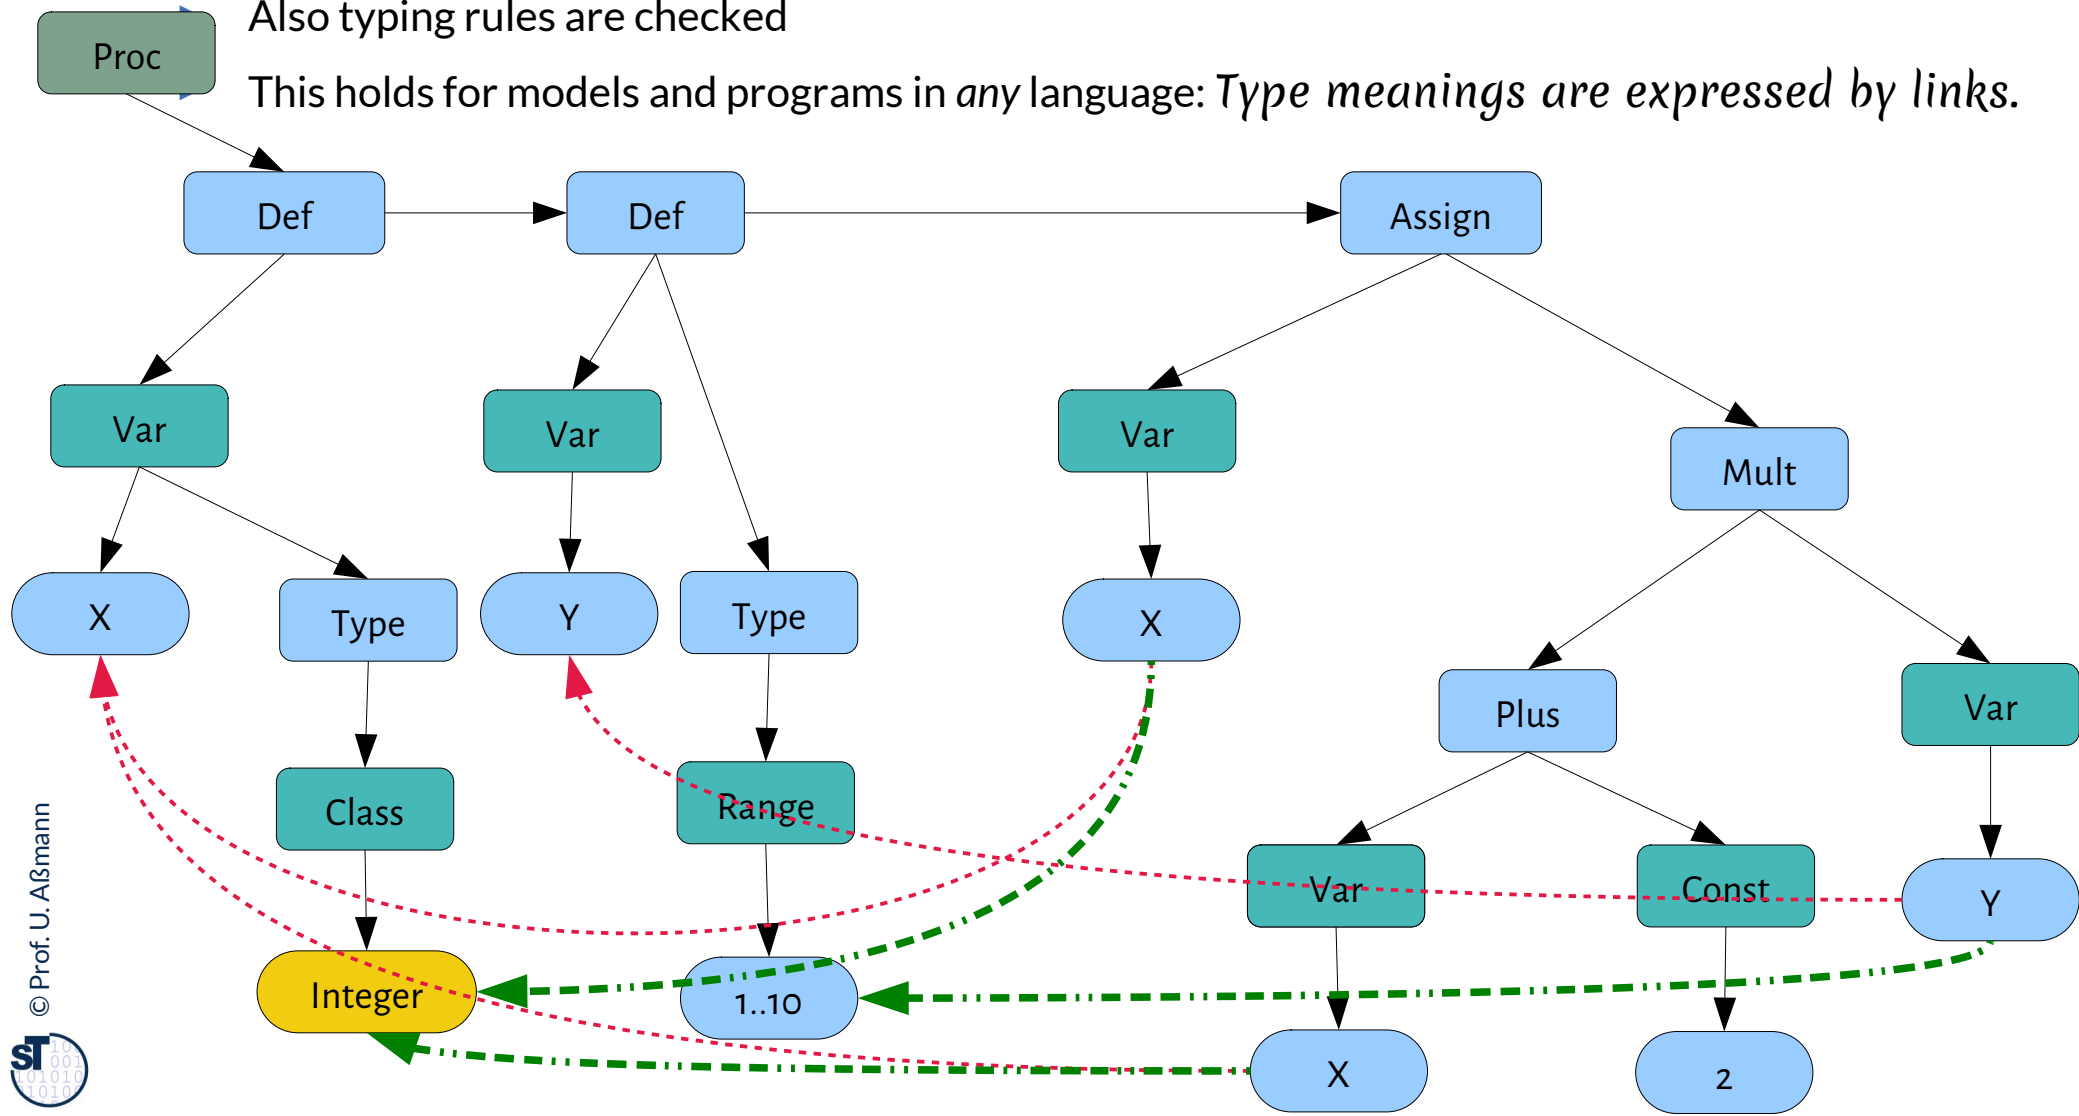 Also typing rules are checked
Proc
This holds for models and programs in any language: Type meanings are expressed by links.
Def
Def
Assign
Var
Var
Var
Mult
X
Type
Y
Type
X
Plus
Var
Class
Range
Var
Const
Y
Integer
1..10
X
2
© Prof. U. Aßmann
ST